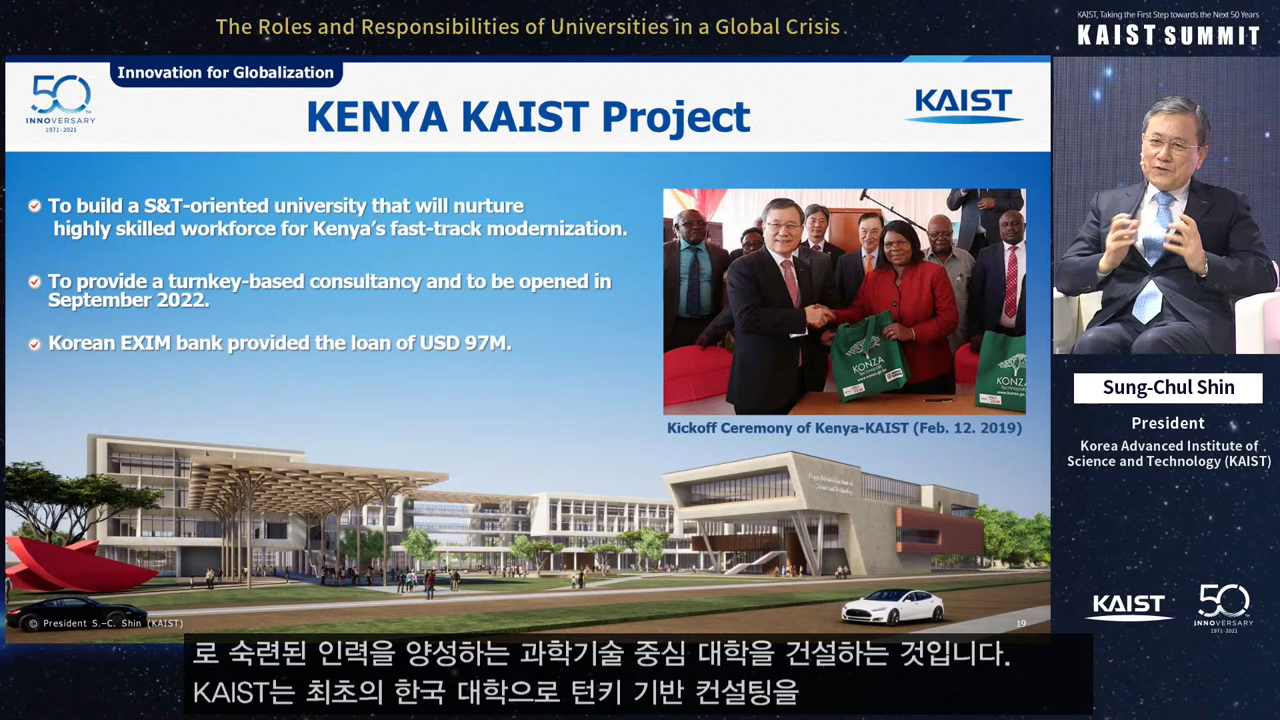 The Roles and Responsibilities of Universities in a Global Crisis
KAIST, Taking the First Step towards the Next 50 Years
KAIST SUMMIT
50
INNOVERSARY
1971-2021
Innovation for Globalization
KENYA KAIST Project
KAIST
To build a S&T-oriented university that will nurture
highly skilled workforce for Kenya's fast-track modernization.
To provide a turnkey-based consultancy and to be opened in
September 2022.
Korean EXIM bank provided the loan of USD 97M.
KONZA
Technopolis
KONZA
Kickoff Ceremony of Kenya-KAIST (Feb. 12. 2019)
© President S.-C. Shin (KAIST)
19
Sung-Chul Shin
President
Korea Advanced Institute of
Science and Technology (KAIST)
KAIST
50
INNOVERSARY
1971-2021
로 숙련된 인력을 양성하는 과학기술 중심 대학을 건설하는 것입니다.
KAIST는 최초의 한국 대학으로 턴키 기반 컨설팅을